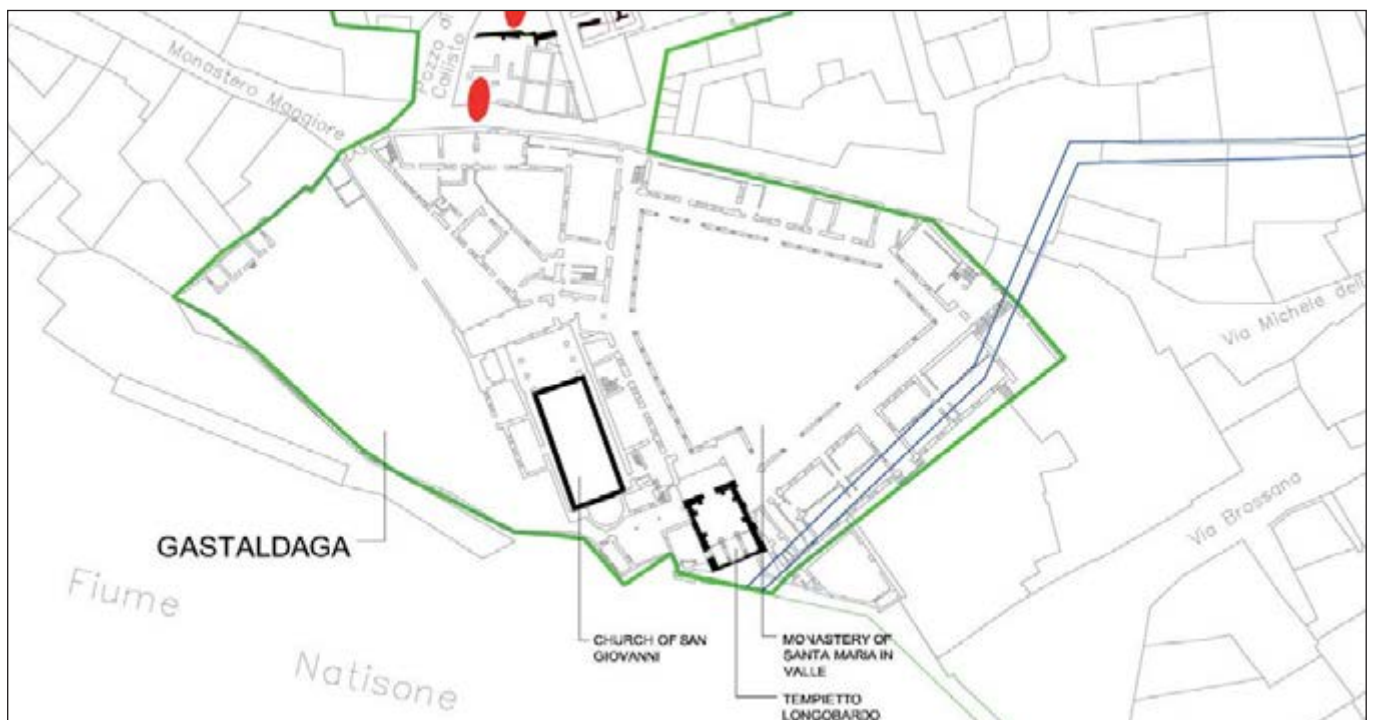 Pozzo di
Callisto
Monastero Maggiore
Via Michele dell
Via Brossana
GASTALDAGA
Fiume
Natisone
CHURCH OF SAN
GIOVANNI
MONASTERY OF
SANTA MARIA IN
VALLE
TEMPIETTO
LONGOBARDO